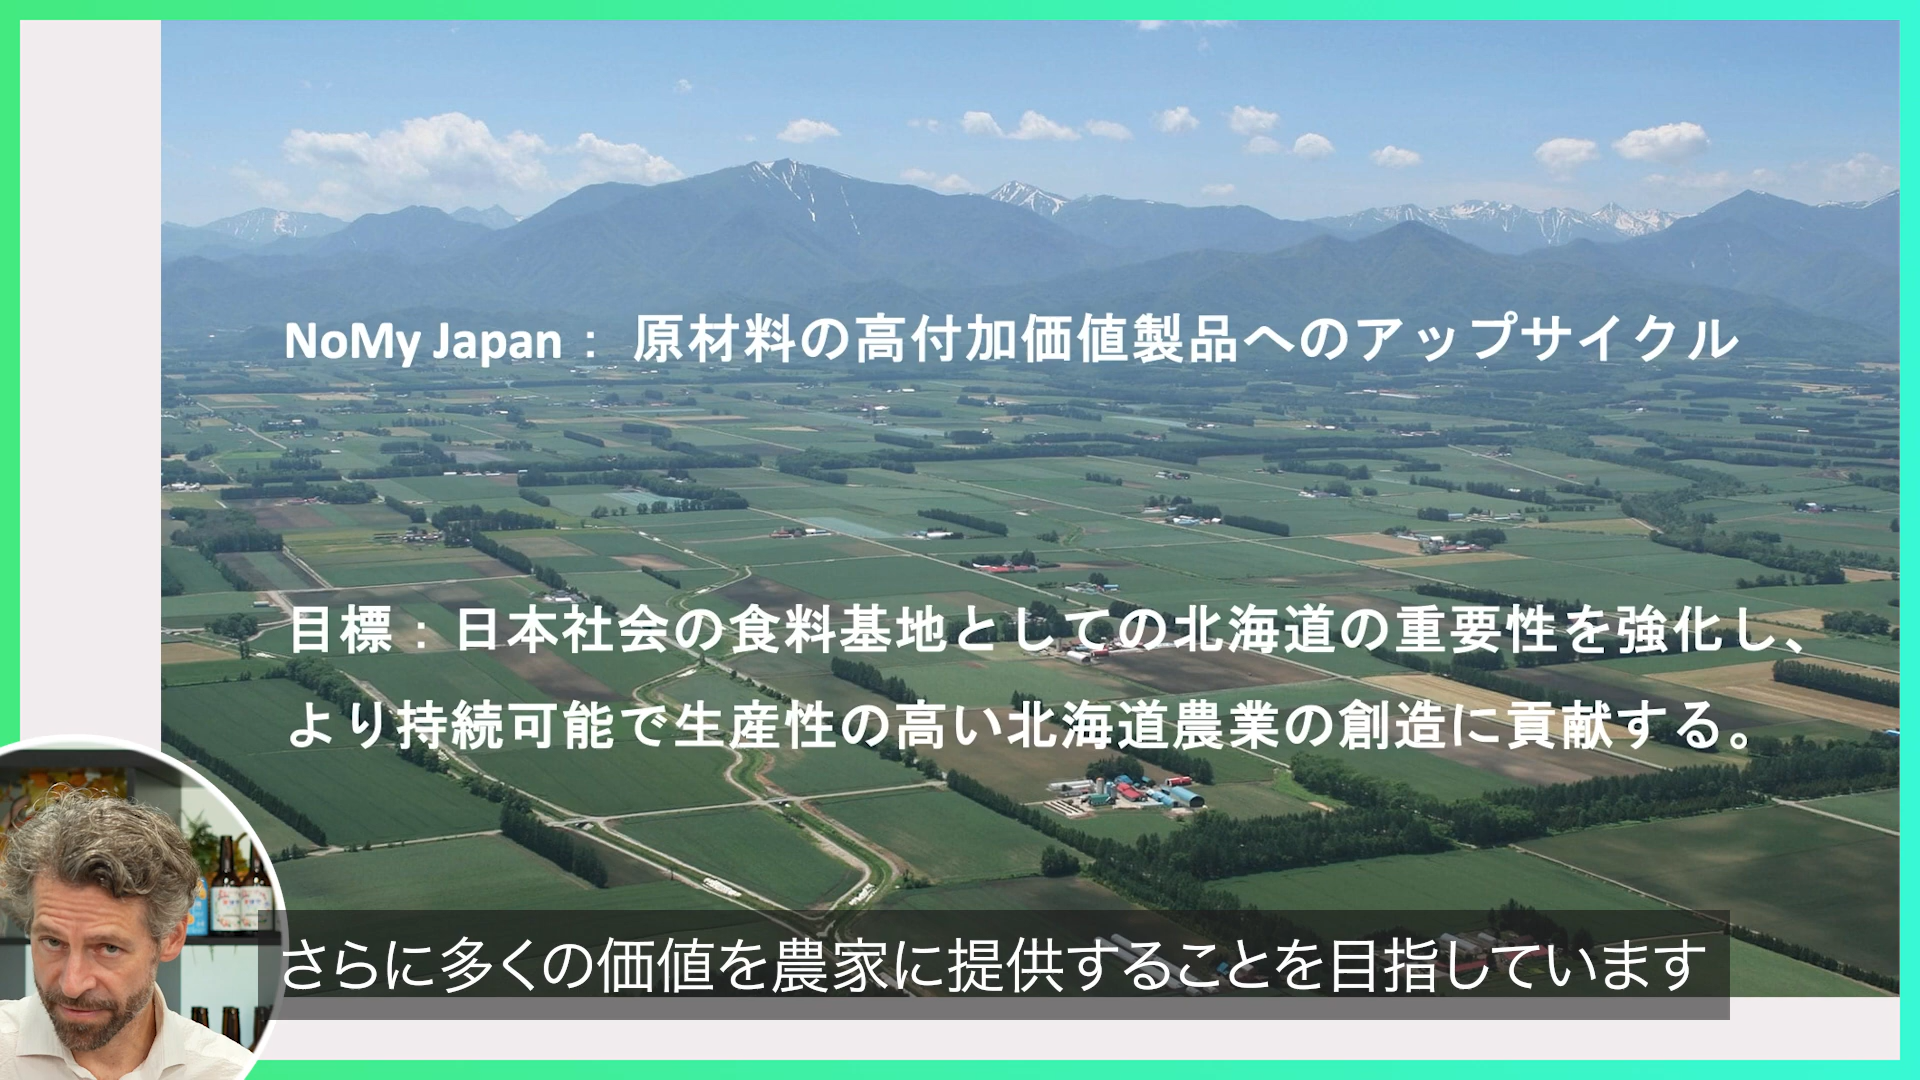 NoMy Japan： 原材料の高付加価値製品へのアップサイクル
目標：日本社会の食料基地としての北海道の重要性を強化し、
より持続可能で生産性の高い北海道農業の創造に貢献する。
さらに多くの価値を農家に提供することを目指しています